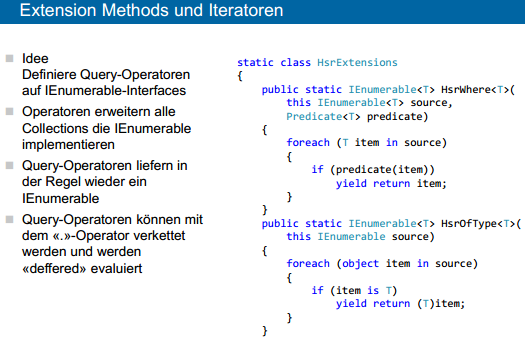 Extension Methods und Iteratoren
Idee
Definiere Query-Operatoren
auf IEnumerable-Interfaces
Operatoren erweitern alle
Collections die IEnumerable
implementieren
Query-Operatoren liefern in
der Regel wieder ein
IEnumerable
Query-Operatoren können mit
dem «.»-Operator verkettet
werden und werden
«deffered» evaluiert
static class HsrExtensions
{
public static IEnumerable<T> HsrWhere<T>(
this IEnumerable<T> source,
Predicate<T> predicate)
{
foreach (T item in source)
{
if (predicate(item))
yield return item;
}
}
public static IEnumerable<T> HsrOfType<T>(
this IEnumerable source)
{
foreach (object item in source)
{
if (item is T)
yield return (T)item;
}
}